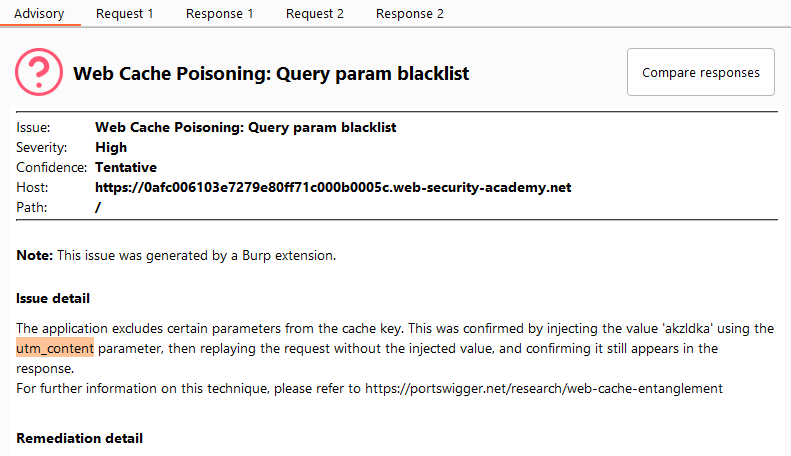 Advisory Request 1 Response 1 Request 2 Response 2
Web Cache Poisoning: Query param blacklist
Compare responses
Issue: Web Cache Poisoning: Query param blacklist
Severity: High
Confidence: Tentative
Host: https://0afc006103e7279e80ff71c000b0005c.web-security-academy.net
Path: /
Note: This issue was generated by a Burp extension.
Issue detail
The application excludes certain parameters from the cache key. This was confirmed by injecting the value 'akzldka' using the
utm_content parameter, then replaying the request without the injected value, and confirming it still appears in the
response.
For further information on this technique, please refer to https://portswigger.net/research/web-cache-entanglement
Remediation detail